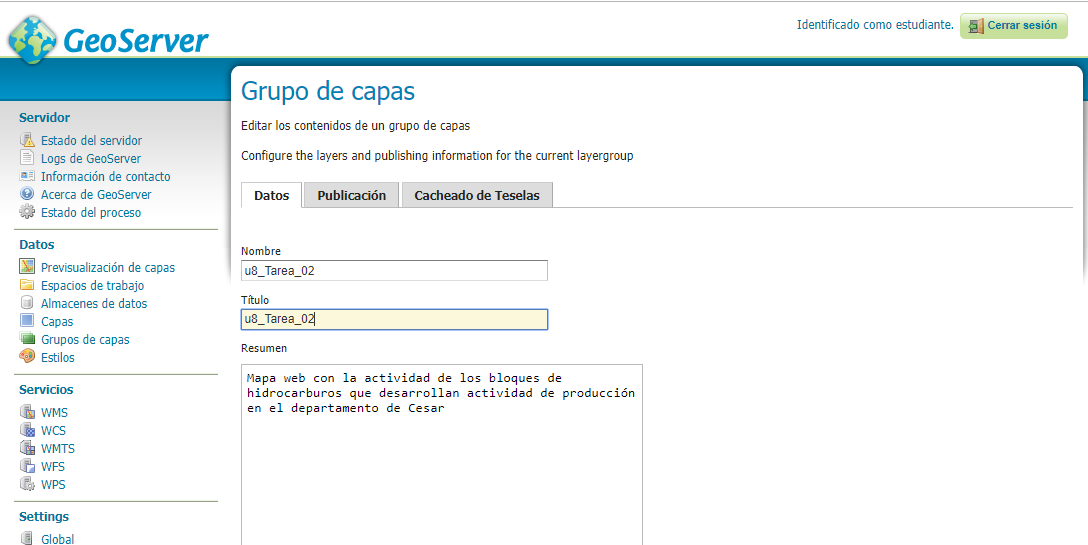 GeoServer
Identificado como estudiante.
Cerrar sesión
Servidor
Estado del servidor
Logs de GeoServer
Información de contacto
Acerca de GeoServer
Estado del proceso
Datos
Previsualización de capas
Espacios de trabajo
Almacenes de datos
Capas
Grupos de capas
Estilos
Servicios
WMS
WCS
WMTS
WFS
WPS
Settings
Global
Grupo de capas
Editar los contenidos de un grupo de capas
Configure the layers and publishing information for the current layergroup
Datos
Publicación
Cacheado de Teselas
Nombre
u8_Tarea_02
Título
u8_Tarea_02
Resumen
Mapa web con la actividad de los bloques de
hidrocarburos que desarrollan actividad de producción
en el departamento de Cesar